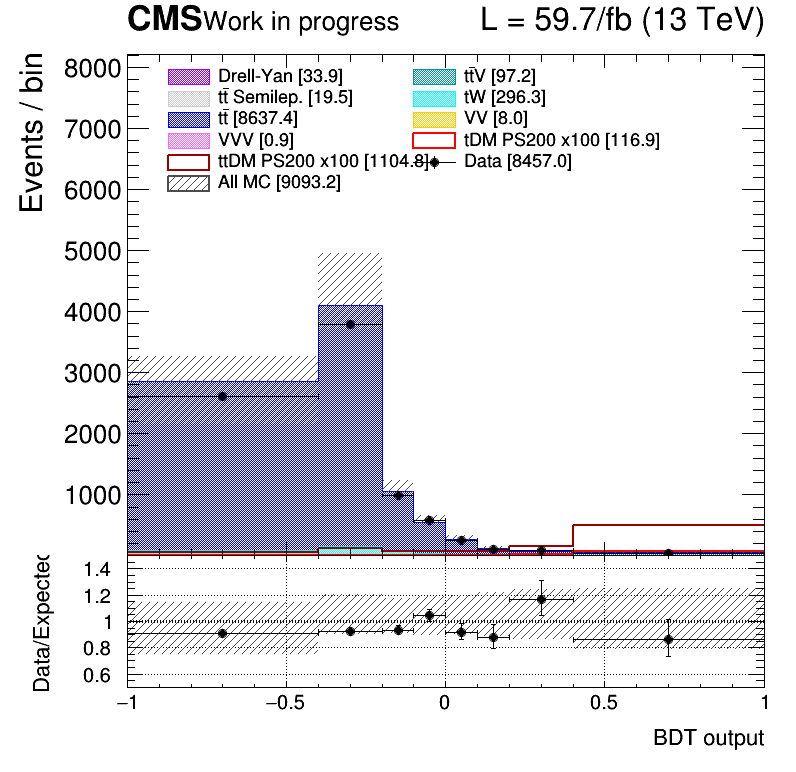 CMS Work in progress L = 59.7/fb (13 TeV)
Events / bin
8000
7000
6000
5000
4000
3000
2000
1000
Drell-Yan [33.9] tt̄V [97.2]
tt̄ Semilep. [19.5] tW [296.3]
tt̄ [8637.4] VV [8.0]
VVV [0.9] tDM PS200 x100 [116.9]
ttDM PS200 x100 [1104.8] Data [8457.0]
All MC [9093.2]
Data/Expected
1.4
1.2
1
0.8
0.6
−1 −0.5 0 0.5 1
BDT output